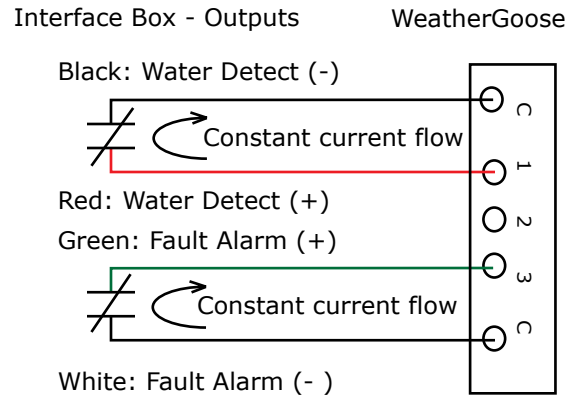 Interface Box - Outputs
WeatherGoose
Black: Water Detect (-)
C
Constant current flow
1
Red: Water Detect (+)
2
Green: Fault Alarm (+)
3
Constant current flow
C
White: Fault Alarm (- )